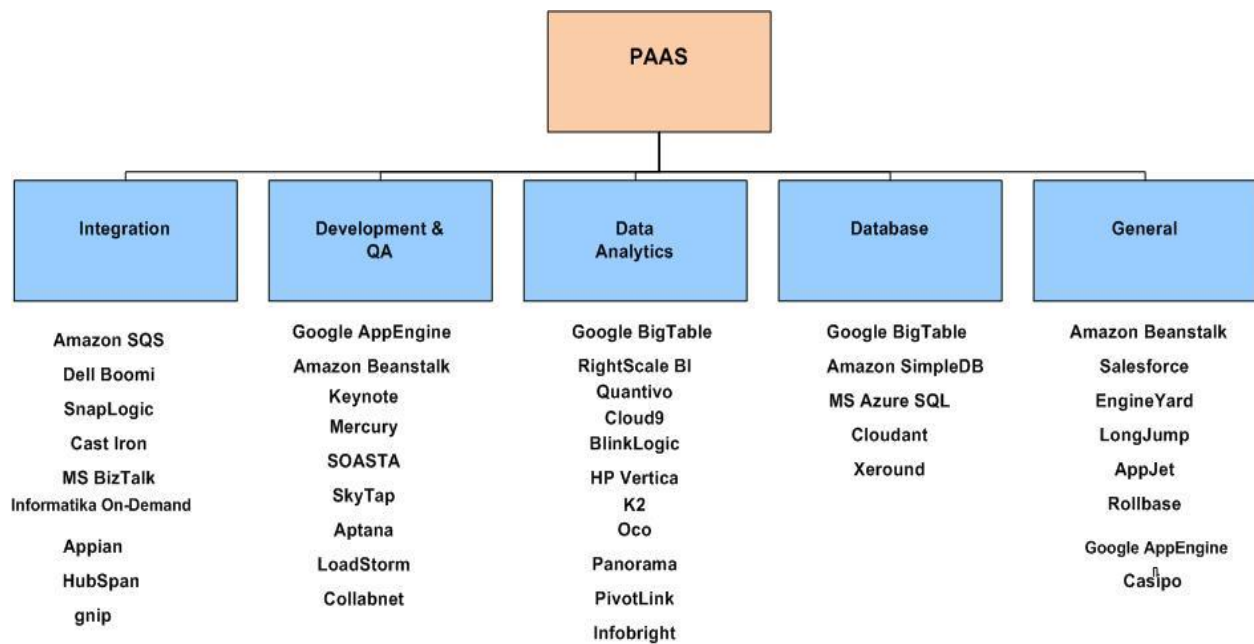 PAAS
Integration
Development &
QA
Data
Analytics
Database
General
Amazon SQS
Dell Boomi
SnapLogic
Cast Iron
MS BizTalk
Informatika On-Demand
Appian
HubSpan
gnip
Google AppEngine
Amazon Beanstalk
Keynote
Mercury
SOASTA
SkyTap
Aptana
LoadStorm
Collabnet
Google BigTable
RightScale BI
Quantivo
Cloud9
BlinkLogic
HP Vertica
K2
Oco
Panorama
PivotLink
Infobright
Google BigTable
Amazon SimpleDB
MS Azure SQL
Cloudant
Xeround
Amazon Beanstalk
Salesforce
EngineYard
LongJump
AppJet
Rollbase
Google AppEngine
Casipo